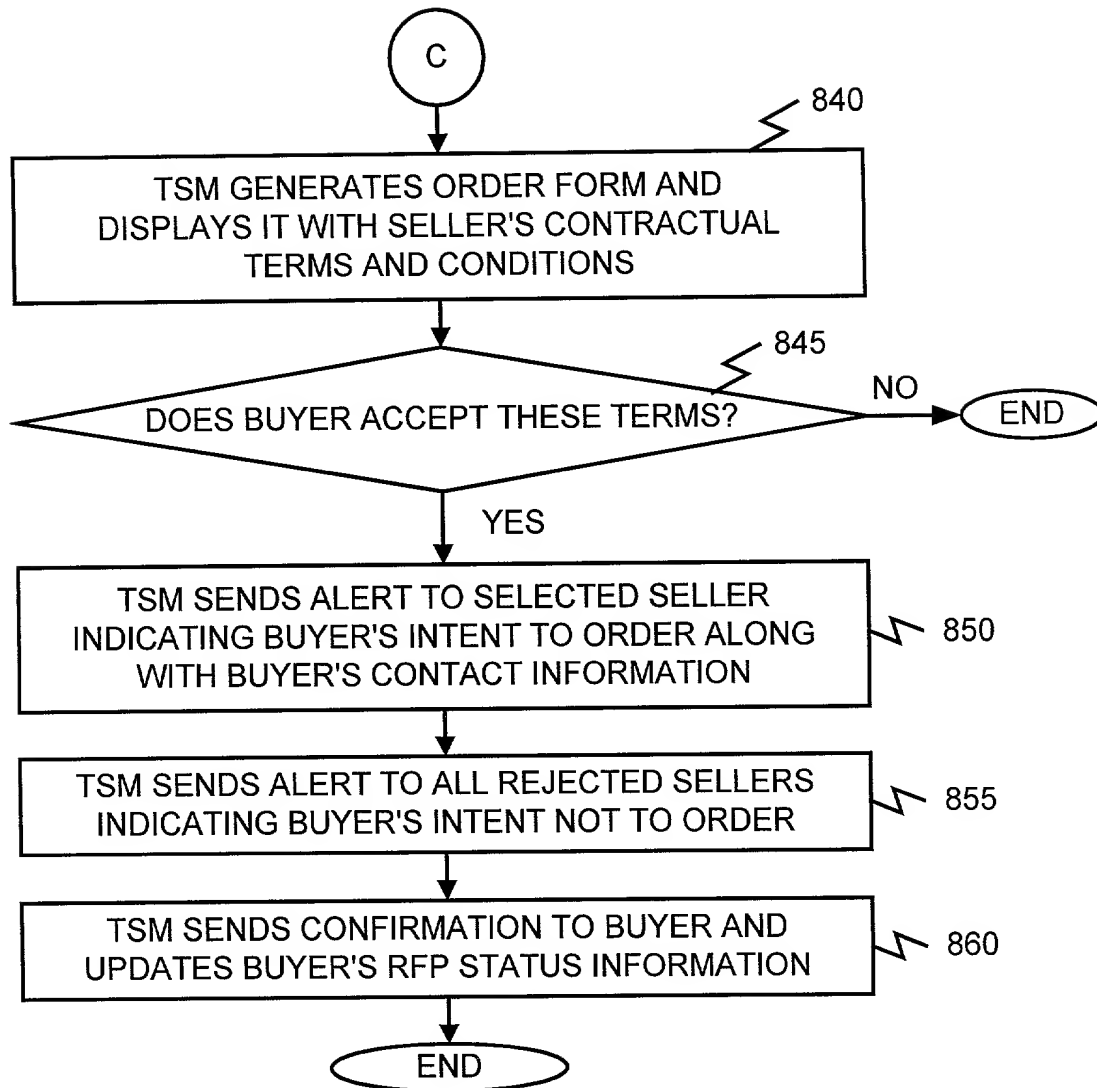 C
840
TSM GENERATES ORDER FORM AND
DISPLAYS IT WITH SELLER'S CONTRACTUAL
TERMS AND CONDITIONS
845
DOES BUYER ACCEPT THESE TERMS?
NO
END
YES
TSM SENDS ALERT TO SELECTED SELLER
INDICATING BUYER'S INTENT TO ORDER ALONG
WITH BUYER'S CONTACT INFORMATION
850
TSM SENDS ALERT TO ALL REJECTED SELLERS
INDICATING BUYER'S INTENT NOT TO ORDER
855
TSM SENDS CONFIRMATION TO BUYER AND
UPDATES BUYER'S RFP STATUS INFORMATION
860
END